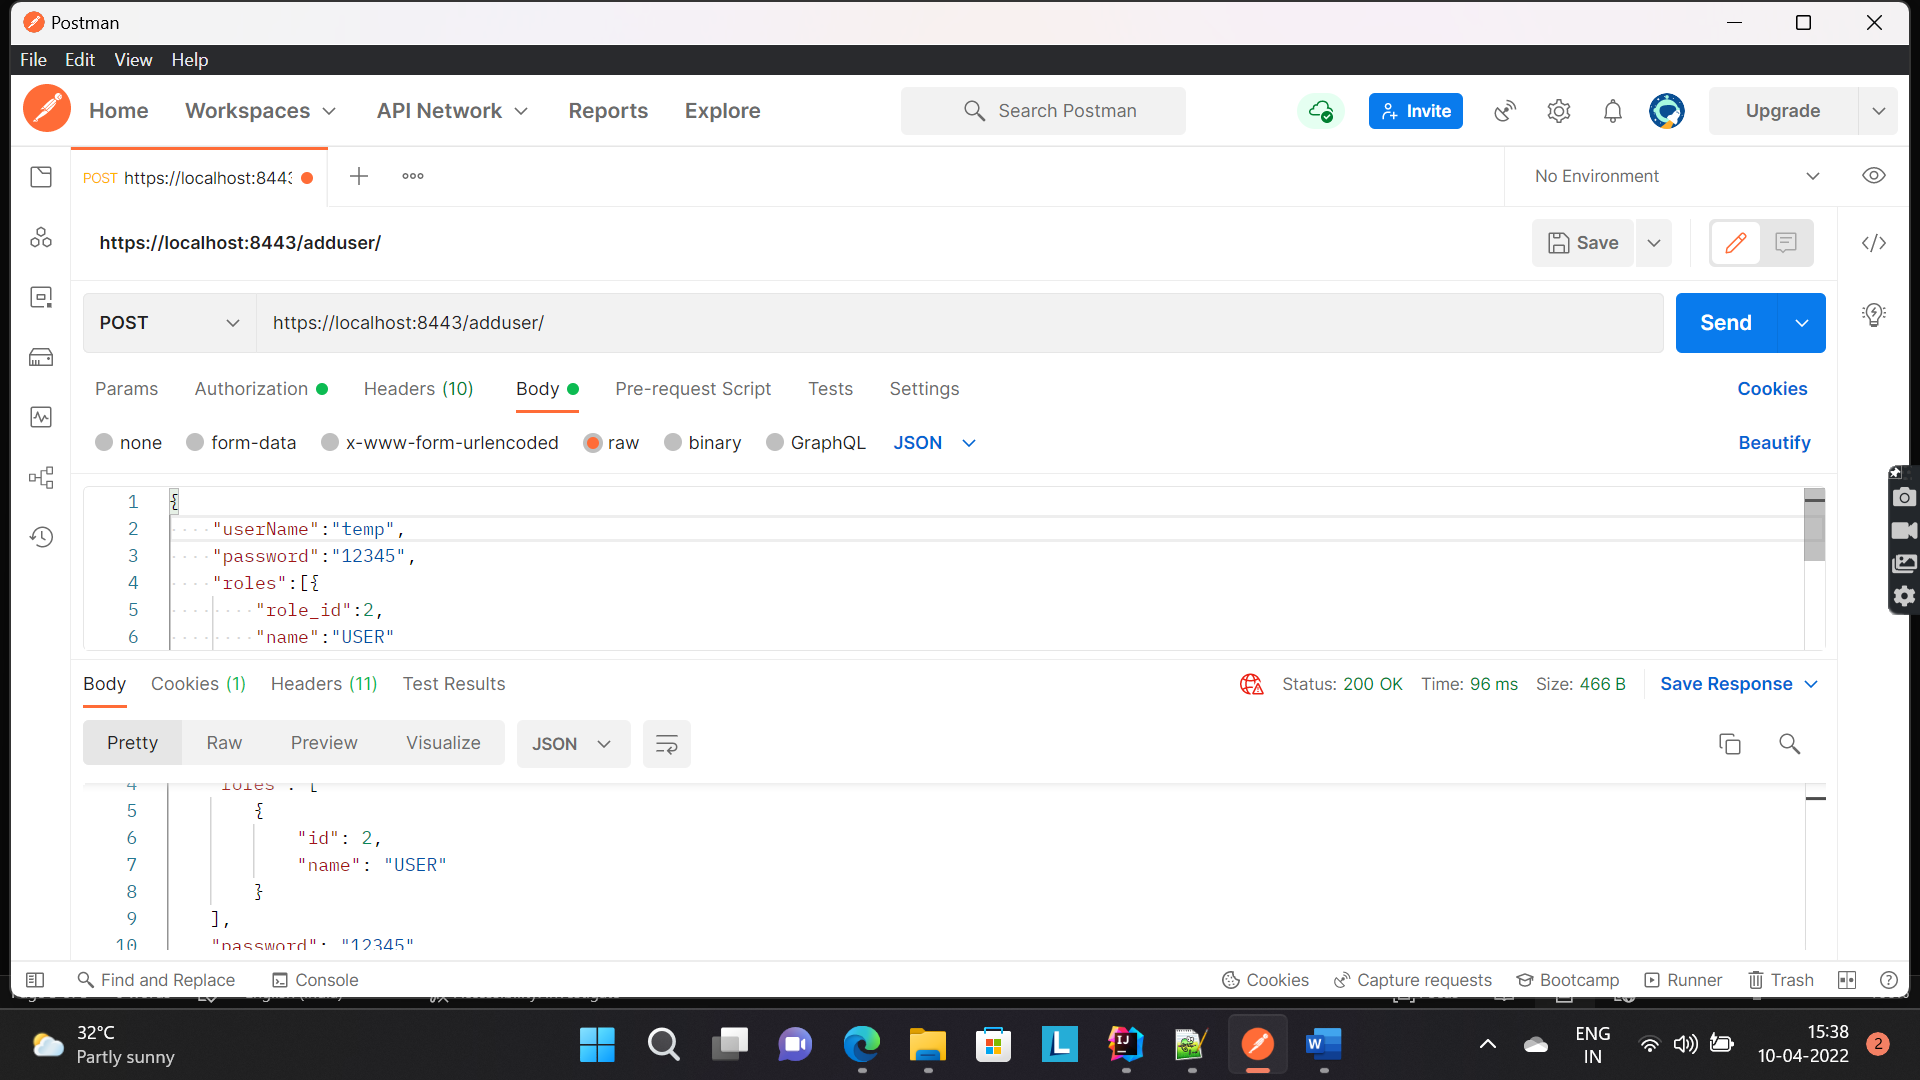 Postman
File Edit View Help
Home Workspaces API Network Reports Explore Search Postman Invite Upgrade
POST https://localhost:8443 No Environment
https://localhost:8443/adduser/ Save
POST https://localhost:8443/adduser/ Send
Params Authorization Headers (10) Body Pre-request Script Tests Settings Cookies
none form-data x-www-form-urlencoded raw binary GraphQL JSON Beautify
1 {
2 "userName":"temp",
3 "password":"12345",
4 "roles":[{
5 "role_id":2,
6 "name":"USER"
Body Cookies (1) Headers (11) Test Results Status: 200 OK Time: 96 ms Size: 466 B Save Response
Pretty Raw Preview Visualize JSON
4 "roles": [
5 {
6 "id": 2,
7 "name": "USER"
8 }
9 ],
10 "password": "12345"
Find and Replace Console Cookies Capture requests Bootcamp Runner Trash
32°C
Partly sunny
ENG
IN
15:38
10-04-2022
2